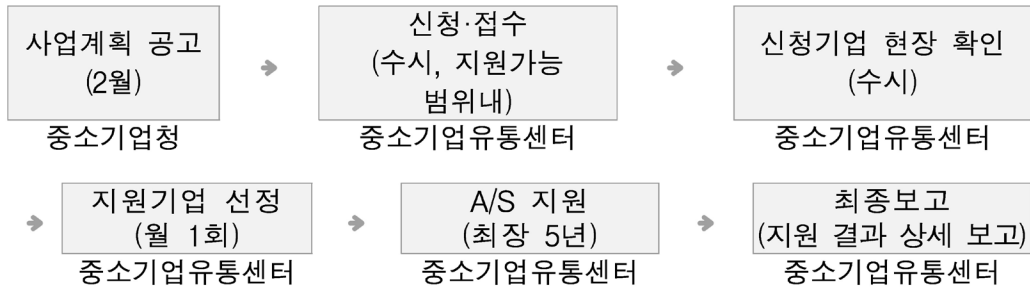 사업계획 공고
(2월)
중소기업청
신청·접수
(수시, 지원가능
범위내)
중소기업유통센터
신청기업 현장 확인
(수시)
중소기업유통센터
지원기업 선정
(월 1회)
중소기업유통센터
A/S 지원
(최장 5년)
중소기업유통센터
최종보고
(지원 결과 상세 보고)
중소기업유통센터